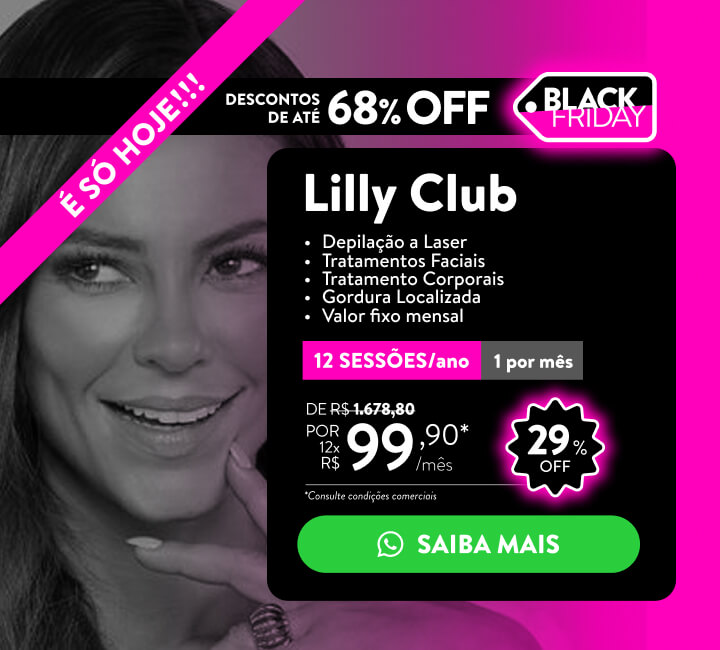 É SÓ HOJE!!!
DESCONTOS
DE ATÉ
68% OFF
BLACK
FRIDAY
Lilly Club
• Depilação a Laser
• Tratamentos Faciais
• Tratamento Corporais
• Gordura Localizada
• Valor fixo mensal
12 SESSÕES/ano
1 por mês
DE R$ 1.678,80
POR
12x
R$
99,90*
/mês
29%
OFF
*Consulte condições comerciais
SAIBA MAIS